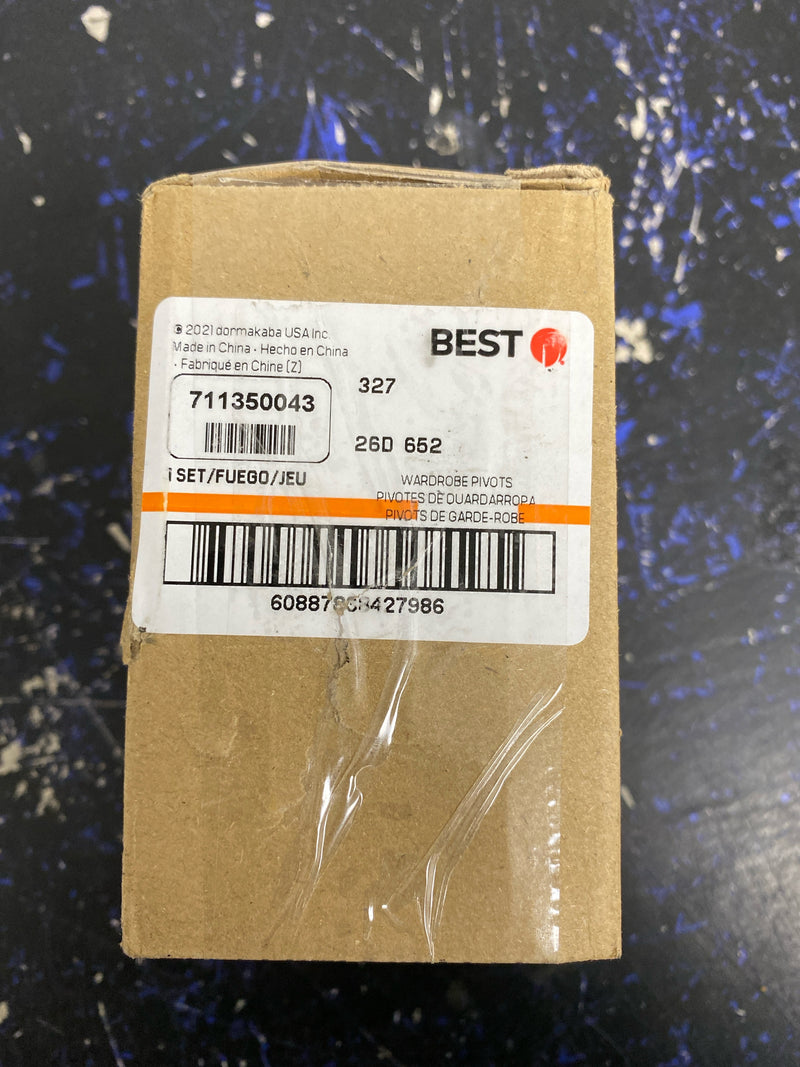 © 2021 dormakaba USA Inc.
Made in China • Hecho en China
• Fabriqué en Chine (Z)
BEST
327
711350043
26D 652
1 SET/FUEGO/JEU
WARDROBE PIVOTS
PIVOTES DE DUARDARROPA
PIVOTS DE GARDE-ROBE